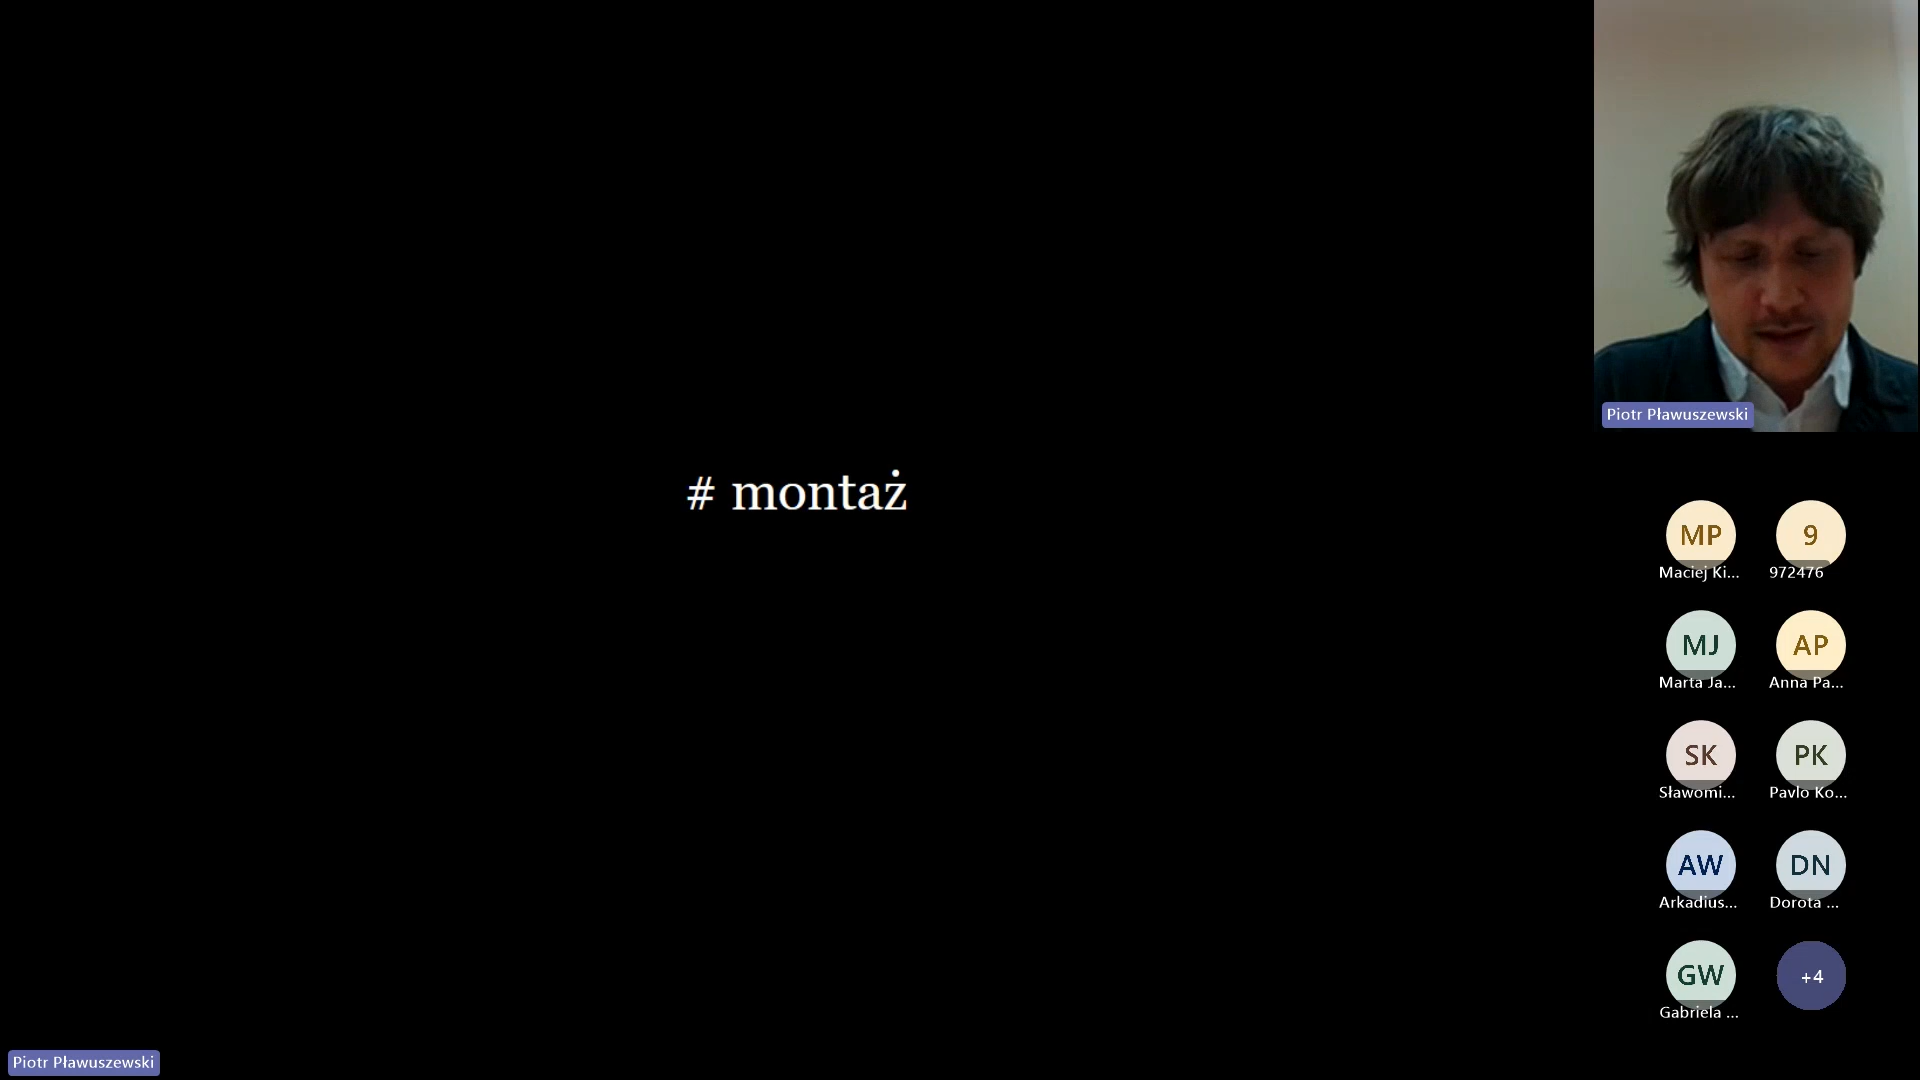 # montaż
Piotr Pławuszewski
MP
Maciej Ki...
9
972476
MJ
Marta Ja...
AP
Anna Pa...
SK
Sławomi...
PK
Pavlo Ko...
AW
Arkadius...
DN
Dorota ...
GW
Gabriela ...
+4
Piotr Pławuszewski